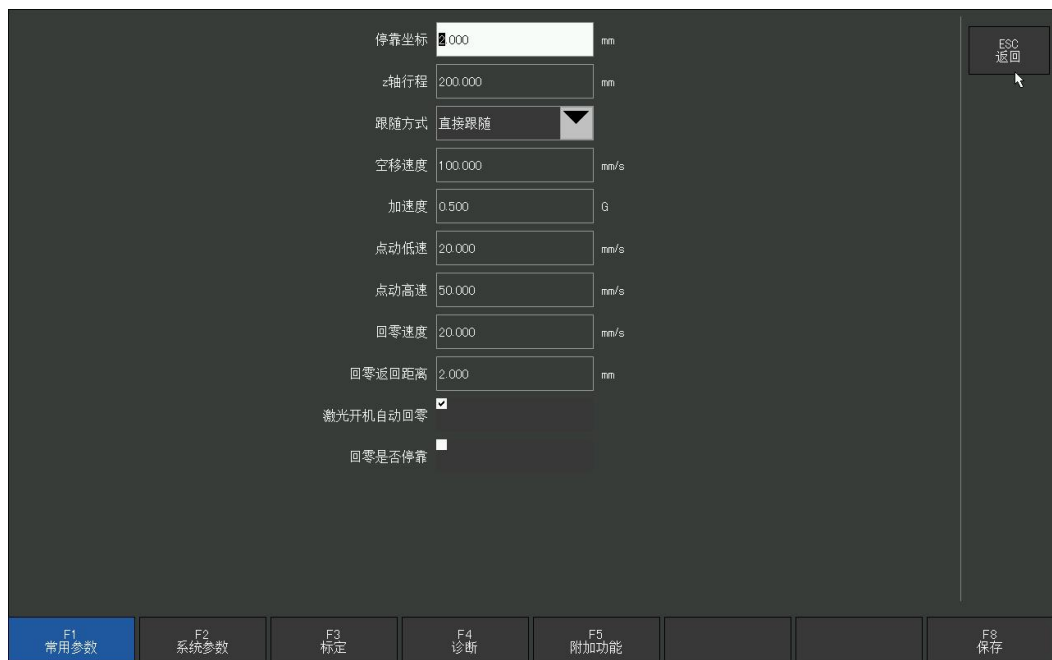 停靠坐标 2.000 mm
ESC
返回
z轴行程 200.000 mm
跟随方式 直接跟随
空移速度 100.000 mm/s
加速度 0.500 G
点动低速 20.000 mm/s
点动高速 50.000 mm/s
回零速度 20.000 mm/s
回零返回距离 2.000 mm
激光开机自动回零
回零是否停靠
F1 F2 F3 F4 F5 F8
常用参数 系统参数 标定 诊断 附加功能 保存